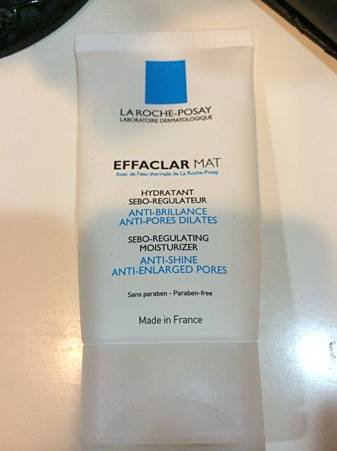 LA ROCHE-POSAY
LABORATOIRE DERMATOLOGIQUE
EFFACLAR MAT
Avec de l'eau thermale de La Roche-Posay
HYDRATANT
SEBO-REGULATEUR
ANTI-BRILLANCE
ANTI-PORES DILATES
SEBO-REGULATING
MOISTURIZER
ANTI-SHINE
ANTI-ENLARGED PORES
Sans paraben - Paraben-free
Made in France